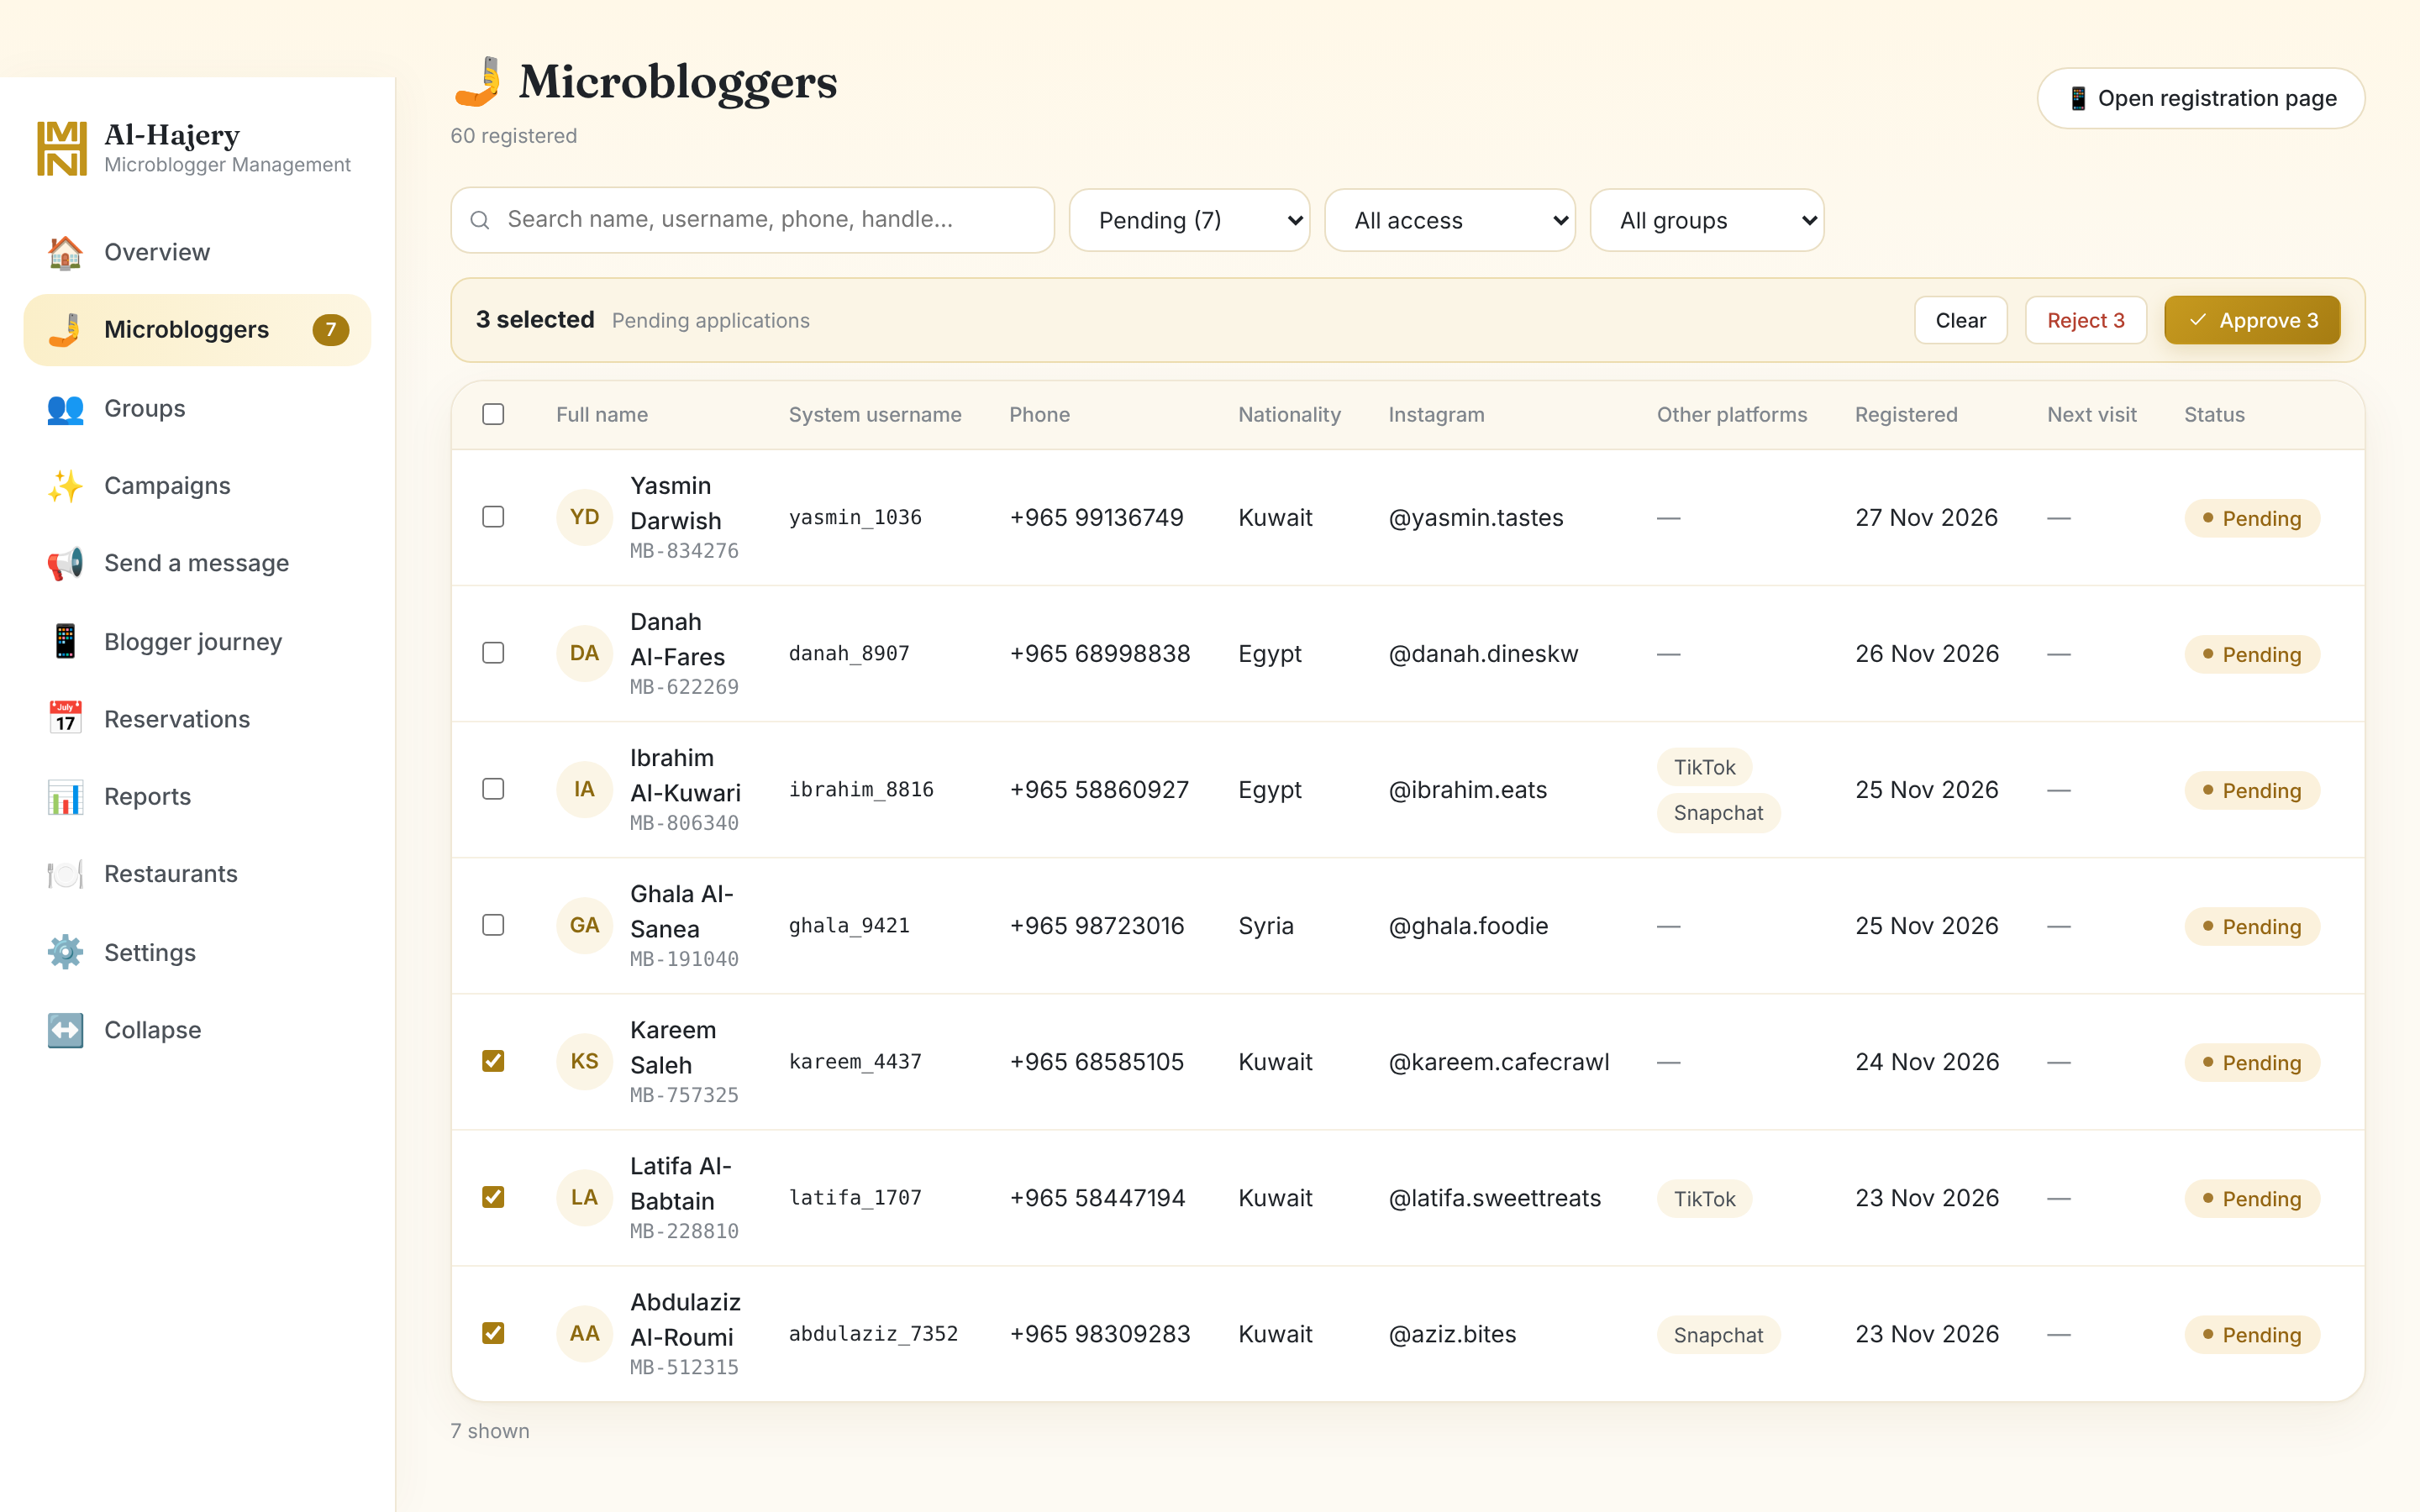 Al-Hajery
Microblogger Management
Overview
Microbloggers 7
Groups
Campaigns
Send a message
Blogger journey
July
17
Reservations
Reports
Restaurants
Settings
Collapse
Microbloggers
60 registered
Open registration page
Search name, username, phone, handle...
Pending (7)
All access
All groups
3 selected Pending applications
Clear
Reject 3
Approve 3
Full name System username Phone Nationality Instagram Other platforms Registered Next visit Status
YD Yasmin Darwish MB-834276 yasmin_1036 +965 99136749 Kuwait @yasmin.tastes — 27 Nov 2026 — Pending
DA Danah Al-Fares MB-622269 danah_8907 +965 68998838 Egypt @danah.dineskw — 26 Nov 2026 — Pending
IA Ibrahim Al-Kuwari MB-806340 ibrahim_8816 +965 58860927 Egypt @ibrahim.eats TikTok Snapchat 25 Nov 2026 — Pending
GA Ghala Al-Sanea MB-191040 ghala_9421 +965 98723016 Syria @ghala.foodie — 25 Nov 2026 — Pending
KS Kareem Saleh MB-757325 kareem_4437 +965 68585105 Kuwait @kareem.cafecrawl — 24 Nov 2026 — Pending
LA Latifa Al-Babtain MB-228810 latifa_1707 +965 58447194 Kuwait @latifa.sweettreats TikTok 23 Nov 2026 — Pending
AA Abdulaziz Al-Roumi MB-512315 abdulaziz_7352 +965 98309283 Kuwait @aziz.bites Snapchat 23 Nov 2026 — Pending
7 shown